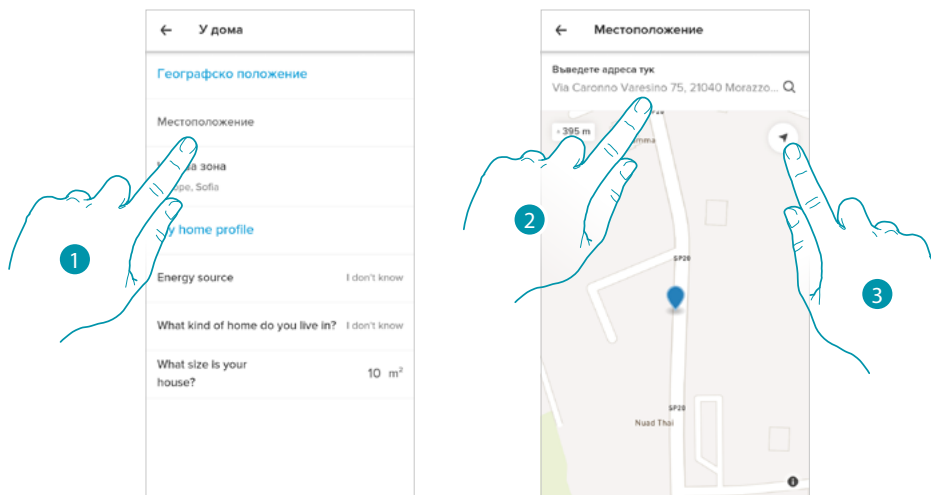 У дома
Географско положение
Местоположение
зона
Sofia
home profile
Energy source I don't know
What kind of home do you live in? I don't know
What size is your
house?
10 m²
1
Местоположение
Въведете адреса тук
Via Caronno Varesino 75, 21040 Morazzo...
395 m
SP20
SP20
Nuad Thai
2
3